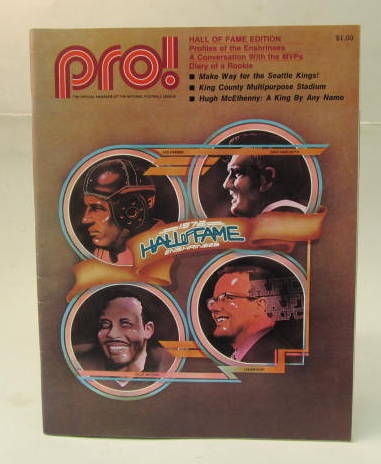 pro!
THE OFFICIAL MAGAZINE OF THE NATIONAL FOOTBALL LEAGUE
HALL OF FAME EDITION
$1.00
Profiles of the Enshrinees
A Conversation With the MVPs
Diary of a Rookie
■ Make Way for the Seattle Kings!
■ King County Multipurpose Stadium
■ Hugh McElhenny: A King By Any Name
1972
HALL OF FAME
ENSHRINEES